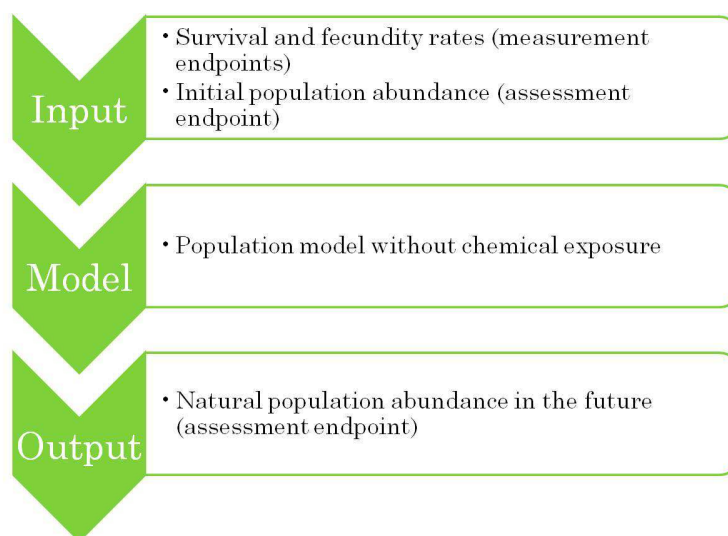 Input
• Survival and fecundity rates (measurement
endpoints)
• Initial population abundance (assessment
endpoint)
Model
• Population model without chemical exposure
Output
• Natural population abundance in the future
(assessment endpoint)